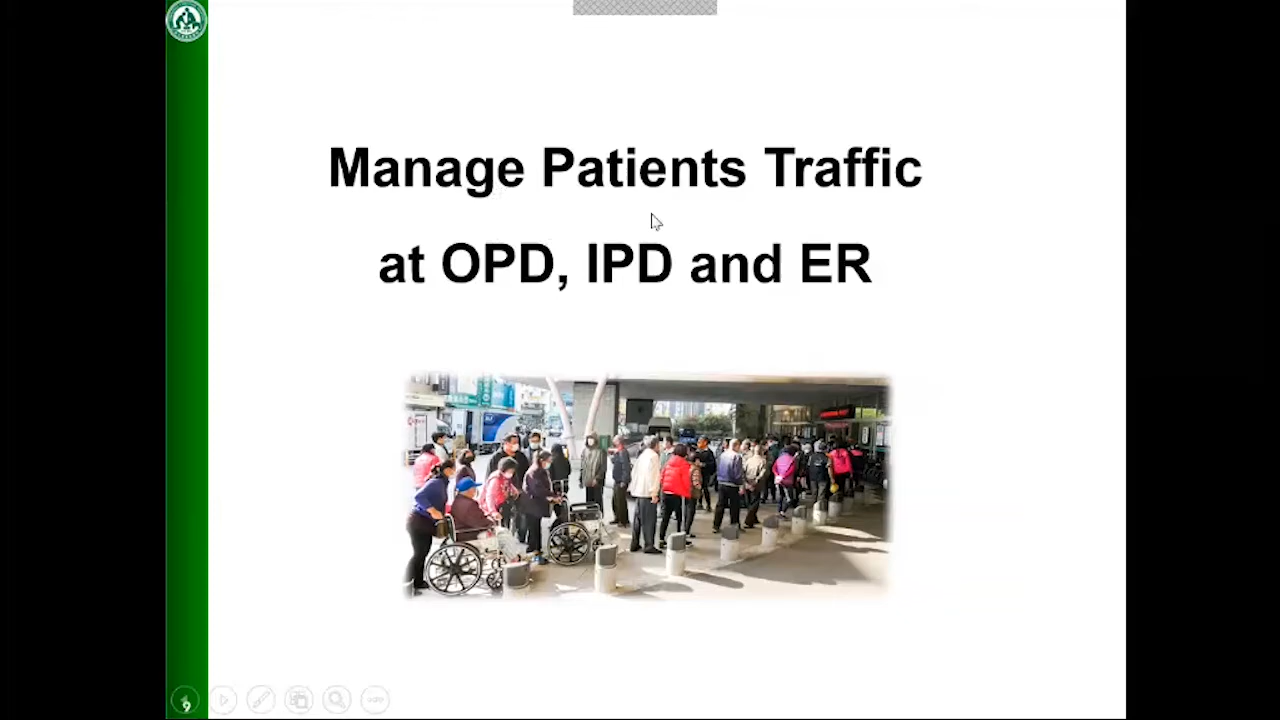 Manage Patients Traffic
at OPD, IPD and ER